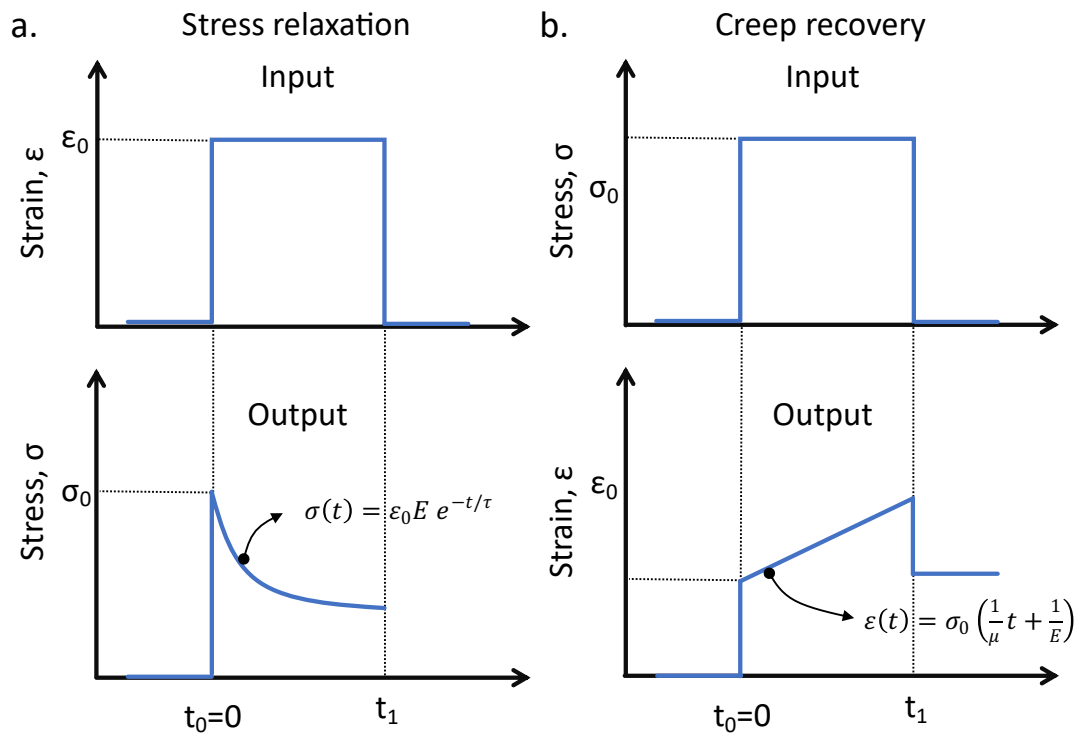 a.
Stress relaxation
Input
Strain, ε
ε₀
Output
Stress, σ
σ₀
σ(t) = ε₀E e^{−t/τ}
t₀=0
t₁
b.
Creep recovery
Input
Stress, σ
σ₀
Output
Strain, ε
ε₀
ε(t) = σ₀ (1/μ t + 1/E)
t₀=0
t₁